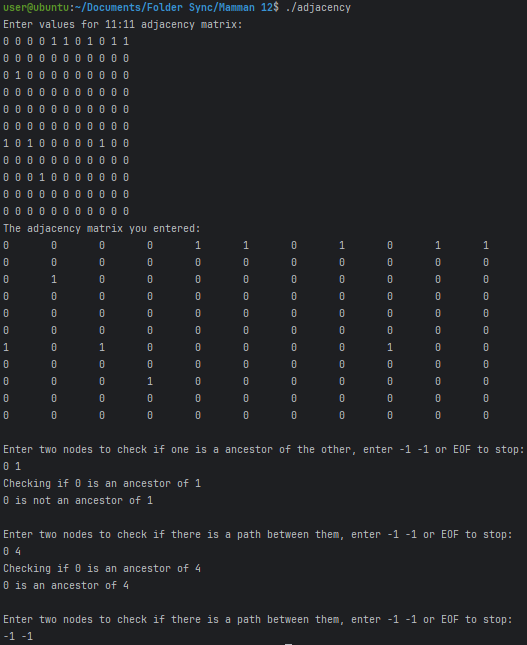 user@ubuntu:~/Documents/Folder Sync/Mamman 12$ ./adjacency
Enter values for 11:11 adjacency matrix:
0 0 0 0 1 1 0 1 0 1 1
0 0 0 0 0 0 0 0 0 0 0
0 1 0 0 0 0 0 0 0 0 0
0 0 0 0 0 0 0 0 0 0 0
0 0 0 0 0 0 0 0 0 0 0
0 0 0 0 0 0 0 0 0 0 0
1 0 1 0 0 0 0 0 1 0 0
0 0 0 0 0 0 0 0 0 0 0
0 0 0 1 0 0 0 0 0 0 0
0 0 0 0 0 0 0 0 0 0 0
0 0 0 0 0 0 0 0 0 0 0
The adjacency matrix you entered:
0 0 0 0 1 1 0 1 0 1 1
0 0 0 0 0 0 0 0 0 0 0
0 1 0 0 0 0 0 0 0 0 0
0 0 0 0 0 0 0 0 0 0 0
0 0 0 0 0 0 0 0 0 0 0
0 0 0 0 0 0 0 0 0 0 0
1 0 1 0 0 0 0 0 1 0 0
0 0 0 0 0 0 0 0 0 0 0
0 0 0 1 0 0 0 0 0 0 0
0 0 0 0 0 0 0 0 0 0 0
0 0 0 0 0 0 0 0 0 0 0
Enter two nodes to check if one is a ancestor of the other, enter -1 -1 or EOF to stop:
0 1
Checking if 0 is an ancestor of 1
0 is not an ancestor of 1
Enter two nodes to check if there is a path between them, enter -1 -1 or EOF to stop:
0 4
Checking if 0 is an ancestor of 4
0 is an ancestor of 4
Enter two nodes to check if there is a path between them, enter -1 -1 or EOF to stop:
-1 -1